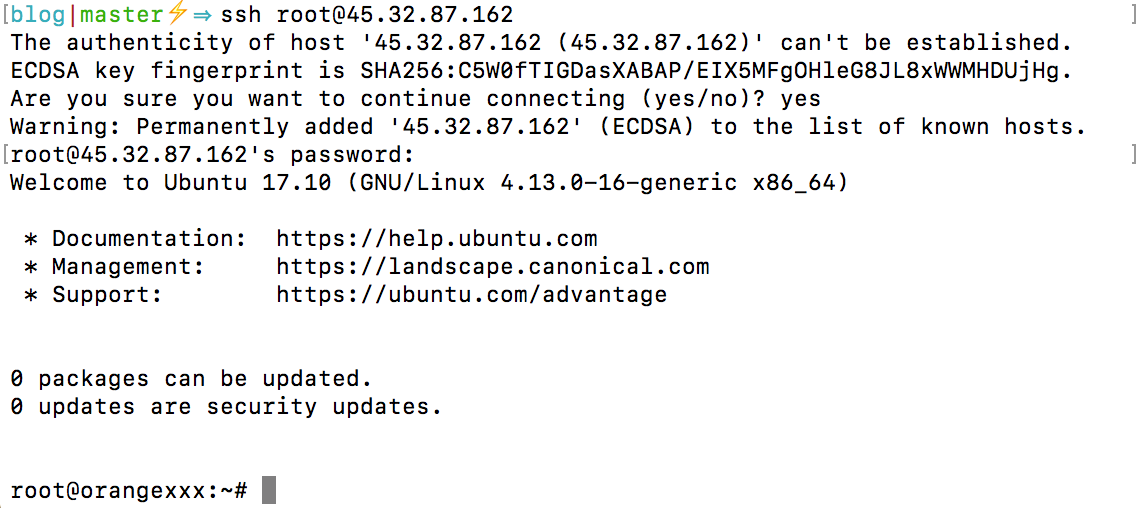 [blog|master⚡⇒ ssh root@45.32.87.162 ]
The authenticity of host '45.32.87.162 (45.32.87.162)' can't be established.
ECDSA key fingerprint is SHA256:C5W0fTIGDasXABAP/EIX5MFgOHleG8JL8xWWMHDUjHg.
Are you sure you want to continue connecting (yes/no)? yes
Warning: Permanently added '45.32.87.162' (ECDSA) to the list of known hosts.
[root@45.32.87.162's password: ]
Welcome to Ubuntu 17.10 (GNU/Linux 4.13.0-16-generic x86_64)
* Documentation: https://help.ubuntu.com
* Management: https://landscape.canonical.com
* Support: https://ubuntu.com/advantage
0 packages can be updated.
0 updates are security updates.
root@orangexxx:~#